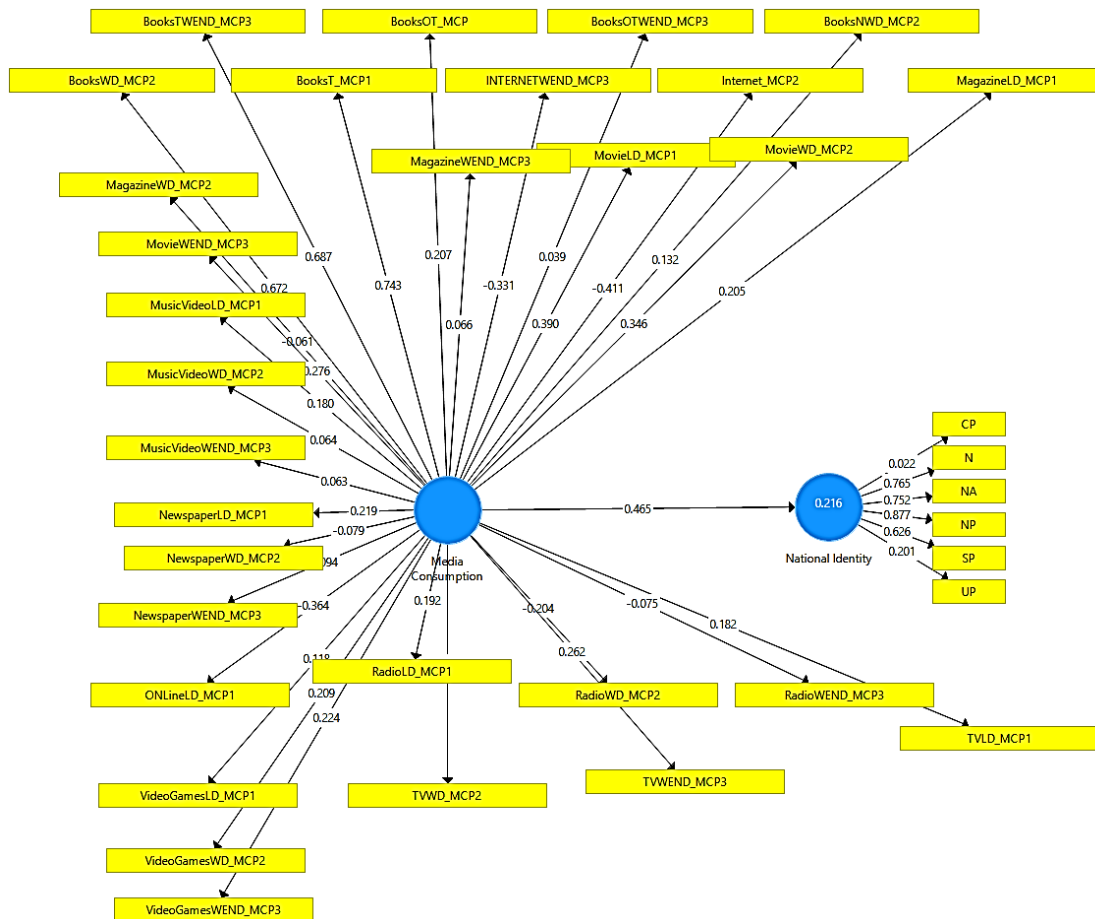 BooksTWEND_MCP3
BooksOT_MCP
BooksOTWEND_MCP3
BooksNWD_MCP2
BooksWD_MCP2
BooksT_MCP1
INTERNETWEND_MCP3
Internet_MCP2
MagazineLD_MCP1
MagazineWEND_MCP3
MovieLD_MCP1
MovieWD_MCP2
MagazineWD_MCP2
MovieWEND_MCP3
MusicVideoLD_MCP1
MusicVideoWD_MCP2
MusicVideoWEND_MCP3
NewspaperLD_MCP1
NewspaperWD_MCP2
NewspaperWEND_MCP3
ONLineLD_MCP1
VideoGamesLD_MCP1
VideoGamesWD_MCP2
VideoGamesWEND_MCP3
0.687
0.207
0.039
0.132
0.672
0.743
-0.331
-0.411
0.205
0.066
0.390
0.346
-0.061
0.276
0.180
0.064
0.063
0.219
-0.079
-0.364
0.209
0.224
Media
Consumption
0.465
0.216
National Identity
0.022
0.765
0.752
0.877
0.626
0.201
CP
N
NA
NP
SP
UP
0.192
-0.204
0.262
-0.075
0.182
RadioLD_MCP1
RadioWD_MCP2
RadioWEND_MCP3
TVLD_MCP1
TVWD_MCP2
TVWEND_MCP3